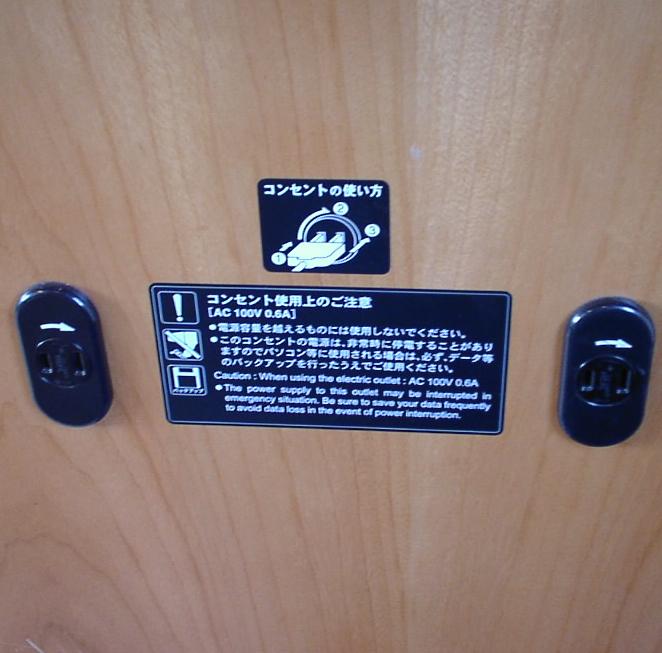 コンセントの使い方
① ② ③
コンセント使用上のご注意
[AC 100V 0.6A]
●電源容量を越えるものには使用しないでください。
●このコンセントの電源は、非常時に停電することがあり
ますのでパソコン等に使用される場合は、必ず、データ等
のバックアップを行ったうえでご使用ください。
バックアップ
Caution : When using the electric outlet : AC 100V 0.6A
●The power supply to this outlet may be interrupted in
emergency situation. Be sure to save your data frequently
to avoid data loss in the event of power interruption.